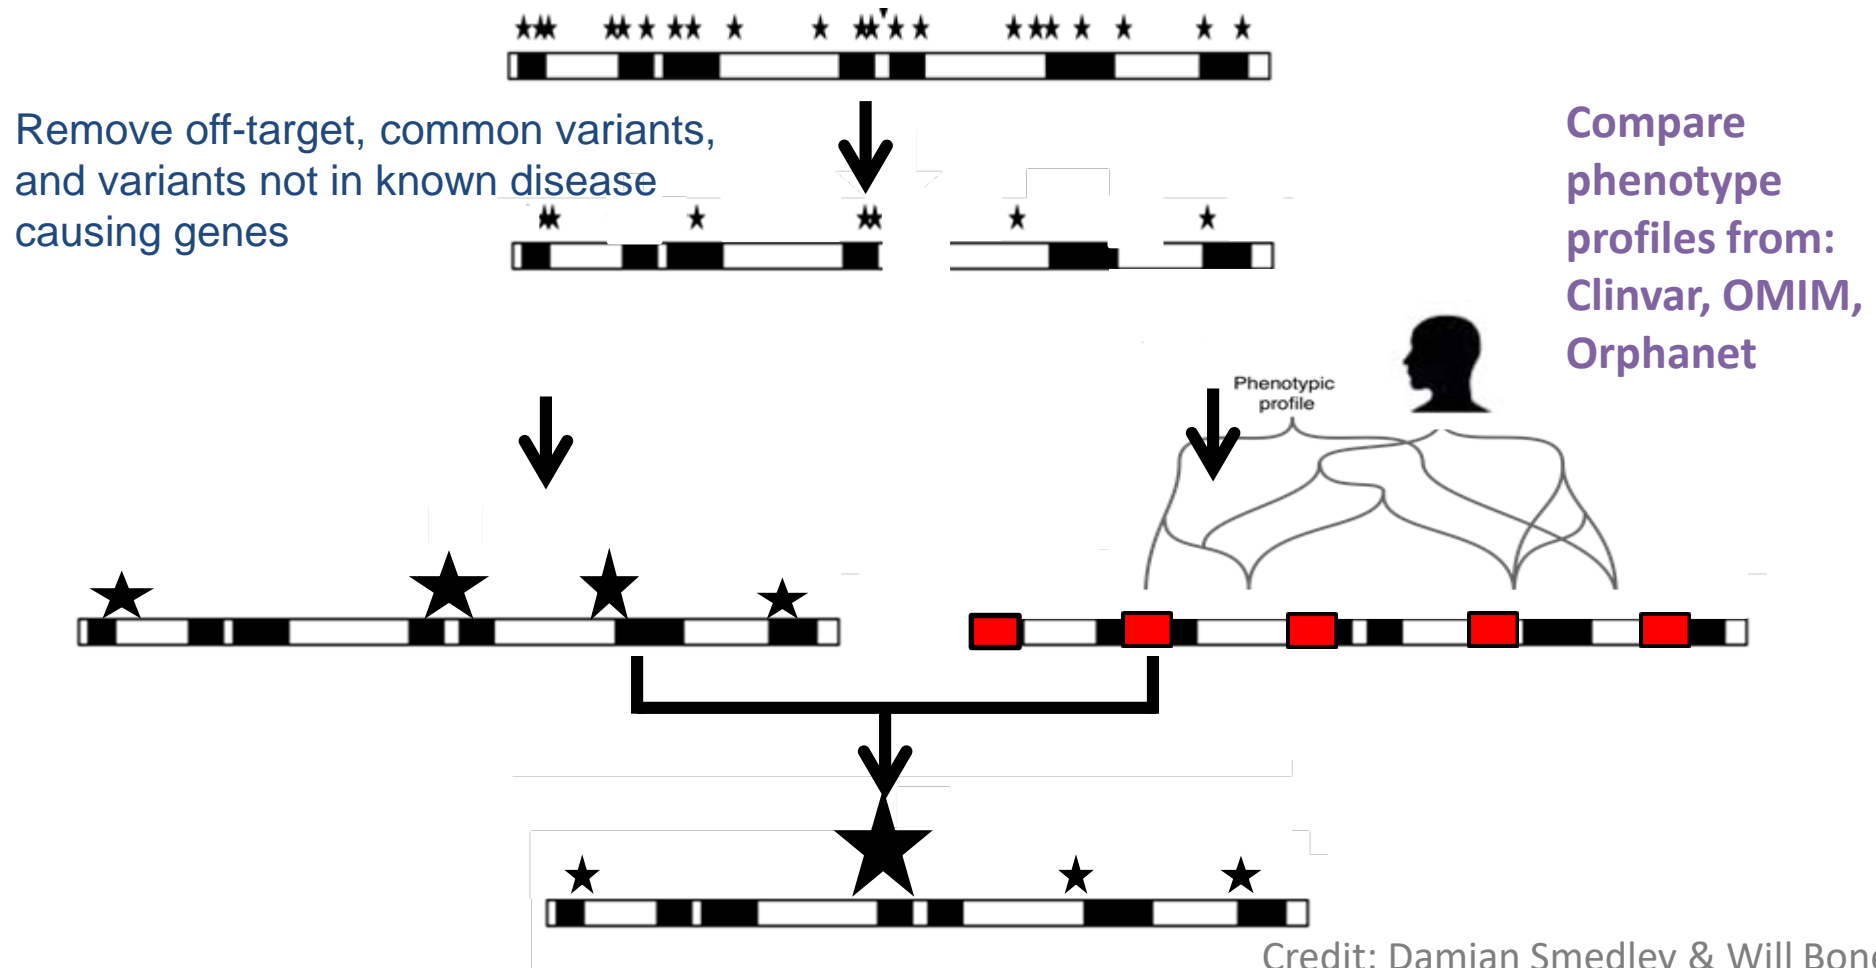 Remove off-target, common variants,
and variants not in known disease
causing genes
Compare
phenotype
profiles from:
Clinvar, OMIM,
Orphanet
Phenotypic
profile
Credit: Damian Smedley & Will